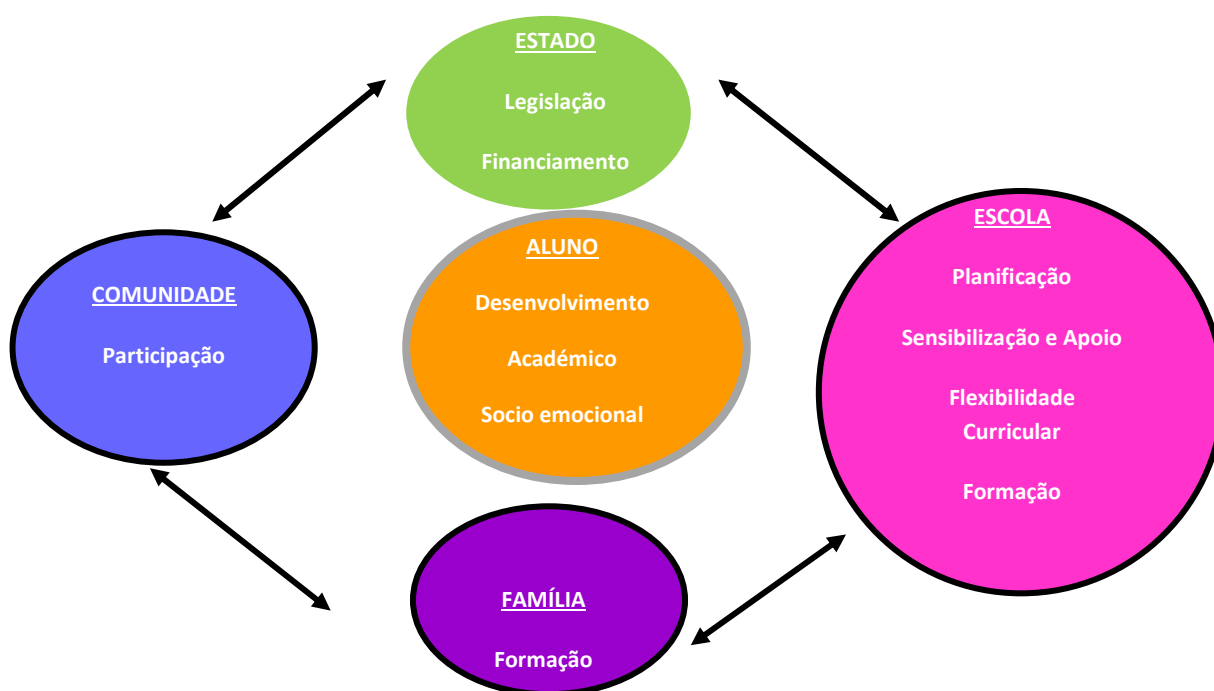 ESTADO
Legislação
Financiamento
ESCOLA
Planificação
Sensibilização e Apoio
Flexibilidade
Curricular
Formação
ALUNO
Desenvolvimento
Académico
Socio emocional
COMUNIDADE
Participação
FAMÍLIA
Formação